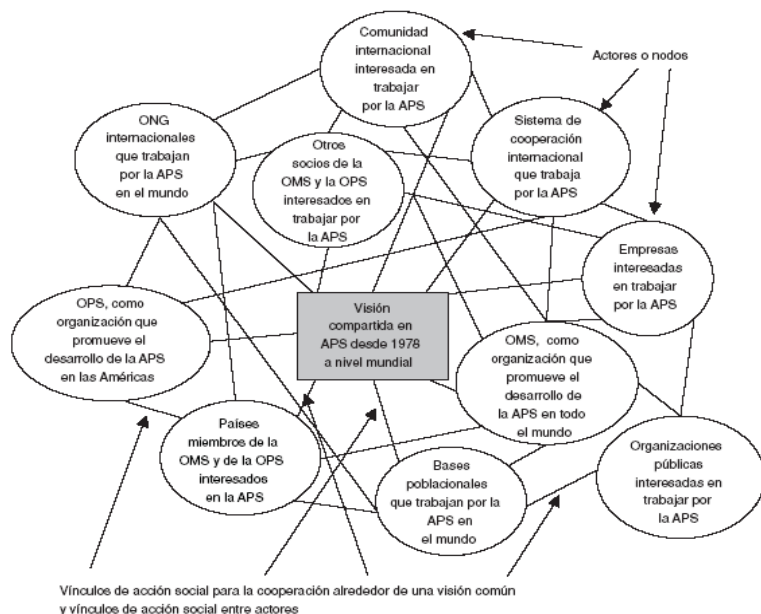 Comunidad
internacional
interesada en
trabajar
por la APS
Actores o nodos
ONG
internacionales
que trabajan
por la APS
en el mundo
Otros
socios de la
OMS y la OPS
interesados en
trabajar por
la APS
Sistema de
cooperación
internacional
que trabaja
por la APS
Empresas
interesadas
en trabajar
por la APS
OPS, como
organización que
promueve el
desarrollo de la APS
en las Américas
Visión
compartida en
APS desde 1978
a nivel mundial
OMS, como
organización que
promueve el
desarrollo de
la APS en todo
el mundo
Países
miembros de la
OMS y de la OPS
interesados
en la APS
Bases
poblacionales
que trabajan por la
APS en el
mundo
Organizaciones
públicas
interesadas en
trabajar por
la APS
Vínculos de acción social para la cooperación alrededor de una visión común
y vínculos de acción social entre actores